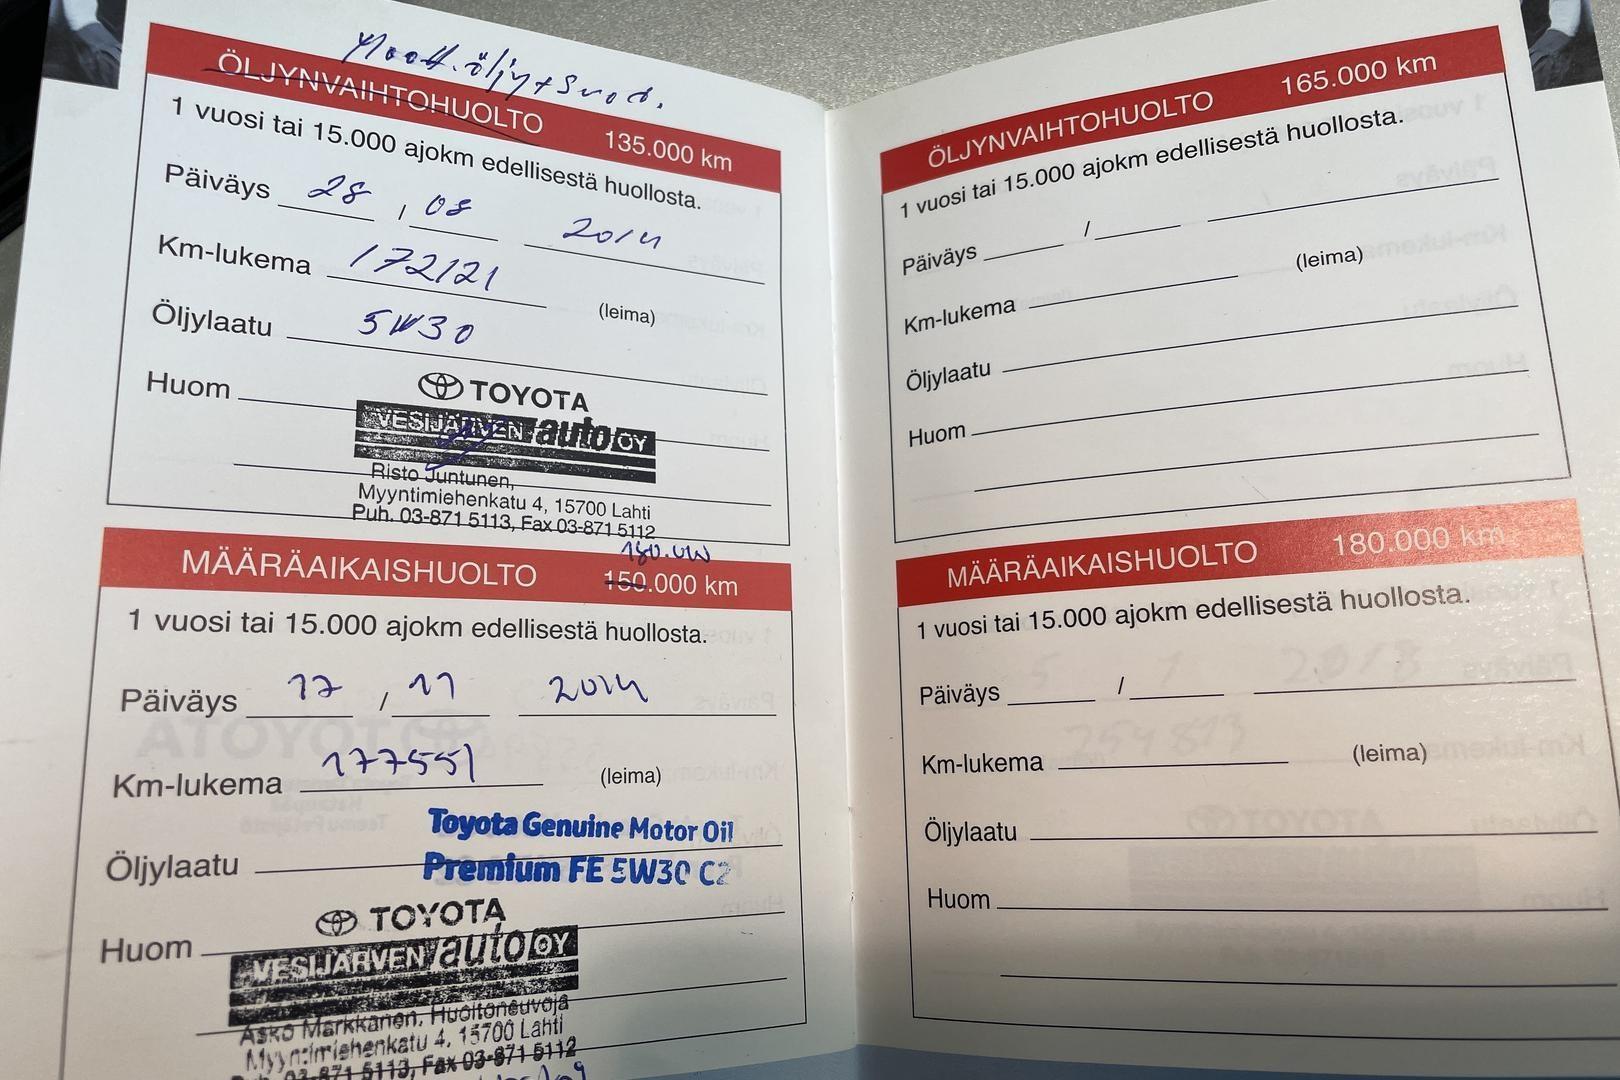 Moott.öljy+Suod.
ÖLJYNVAIHTOHUOLTO 135.000 km
1 vuosi tai 15.000 ajokm edellisestä huollosta.
Päiväys 28 / 08 2014
Km-lukema 172121
(leima)
Öljylaatu 5W30
Huom
TOYOTA
VESIJÄRVEN auto OY
Risto Juntunen,
Myyntimiehenkatu 4, 15700 Lahti
Puh. 03-871 5113, Fax 03-871 5112
180.000
MÄÄRÄAIKAISHUOLTO 150.000 km
1 vuosi tai 15.000 ajokm edellisestä huollosta.
Päiväys 17 / 11 2014
Km-lukema 177551 (leima)
Toyota Genuine Motor Oil
Öljylaatu Premium FE 5W30 C2
TOYOTA
Huom VESIJÄRVEN auto OY
Asko Markkanen, Huoltoneuvoja
Myyntimiehenkatu 4, 15700 Lahti
Puh. 03-871 5113, Fax 03-871 5112
ÖLJYNVAIHTOHUOLTO 165.000 km
1 vuosi tai 15.000 ajokm edellisestä huollosta.
Päiväys /
(leima)
Km-lukema
Öljylaatu
Huom
MÄÄRÄAIKAISHUOLTO 180.000 km
1 vuosi tai 15.000 ajokm edellisestä huollosta.
Päiväys /
Km-lukema (leima)
Öljylaatu
Huom